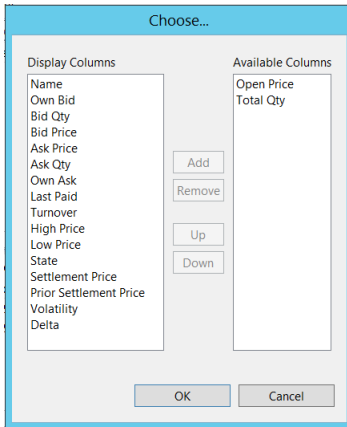 Choose...
Display Columns
Name
Own Bid
Bid Qty
Bid Price
Ask Price
Ask Qty
Own Ask
Last Paid
Turnover
High Price
Low Price
State
Settlement Price
Prior Settlement Price
Volatility
Delta
Add
Remove
Up
Down
Available Columns
Open Price
Total Qty
OK
Cancel